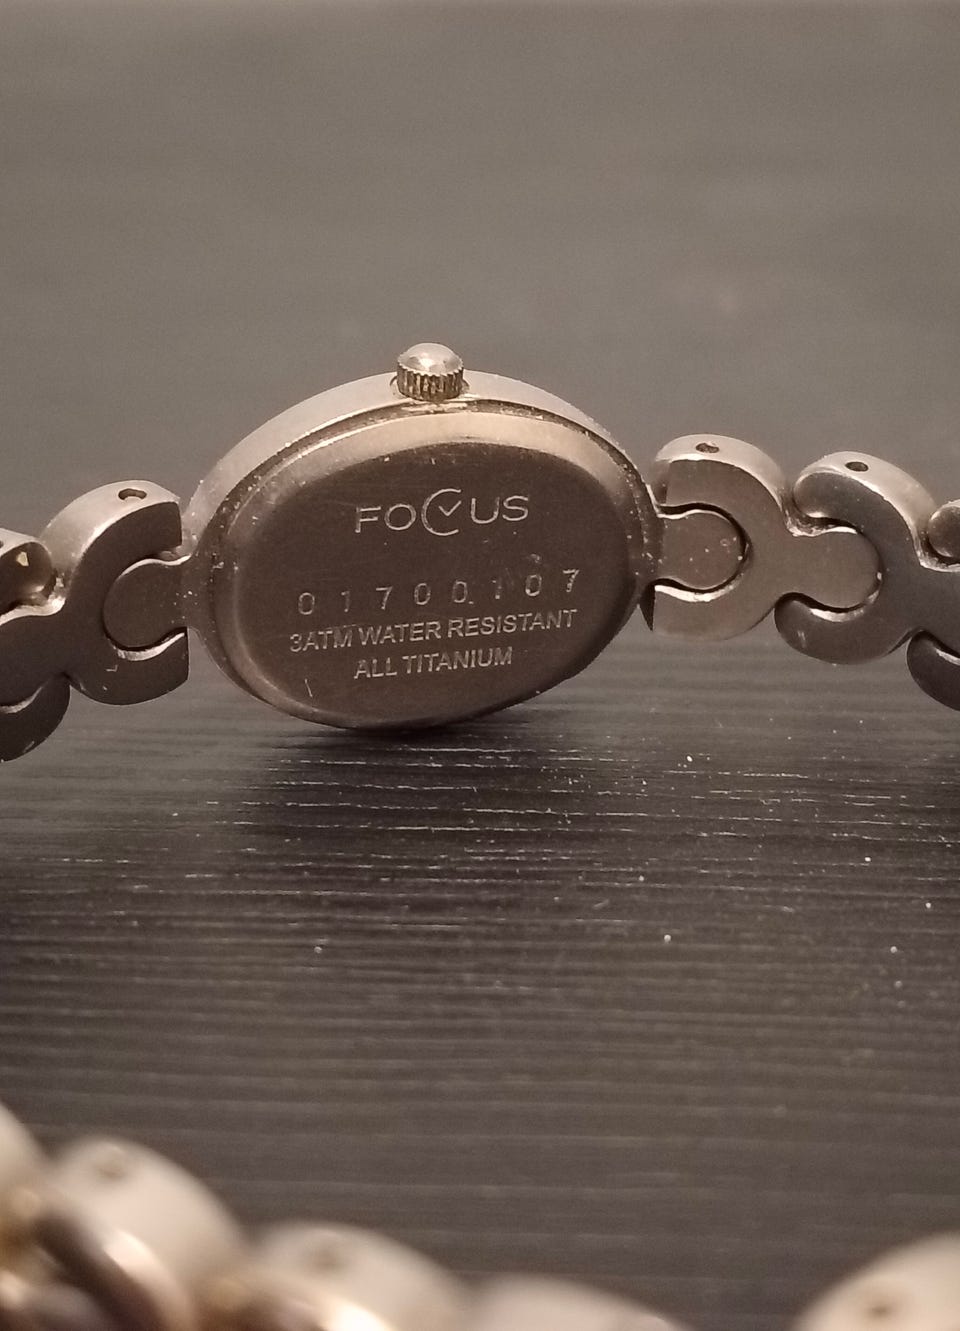 FOCUS
01700107
3ATM WATER RESISTANT
ALL TITANIUM